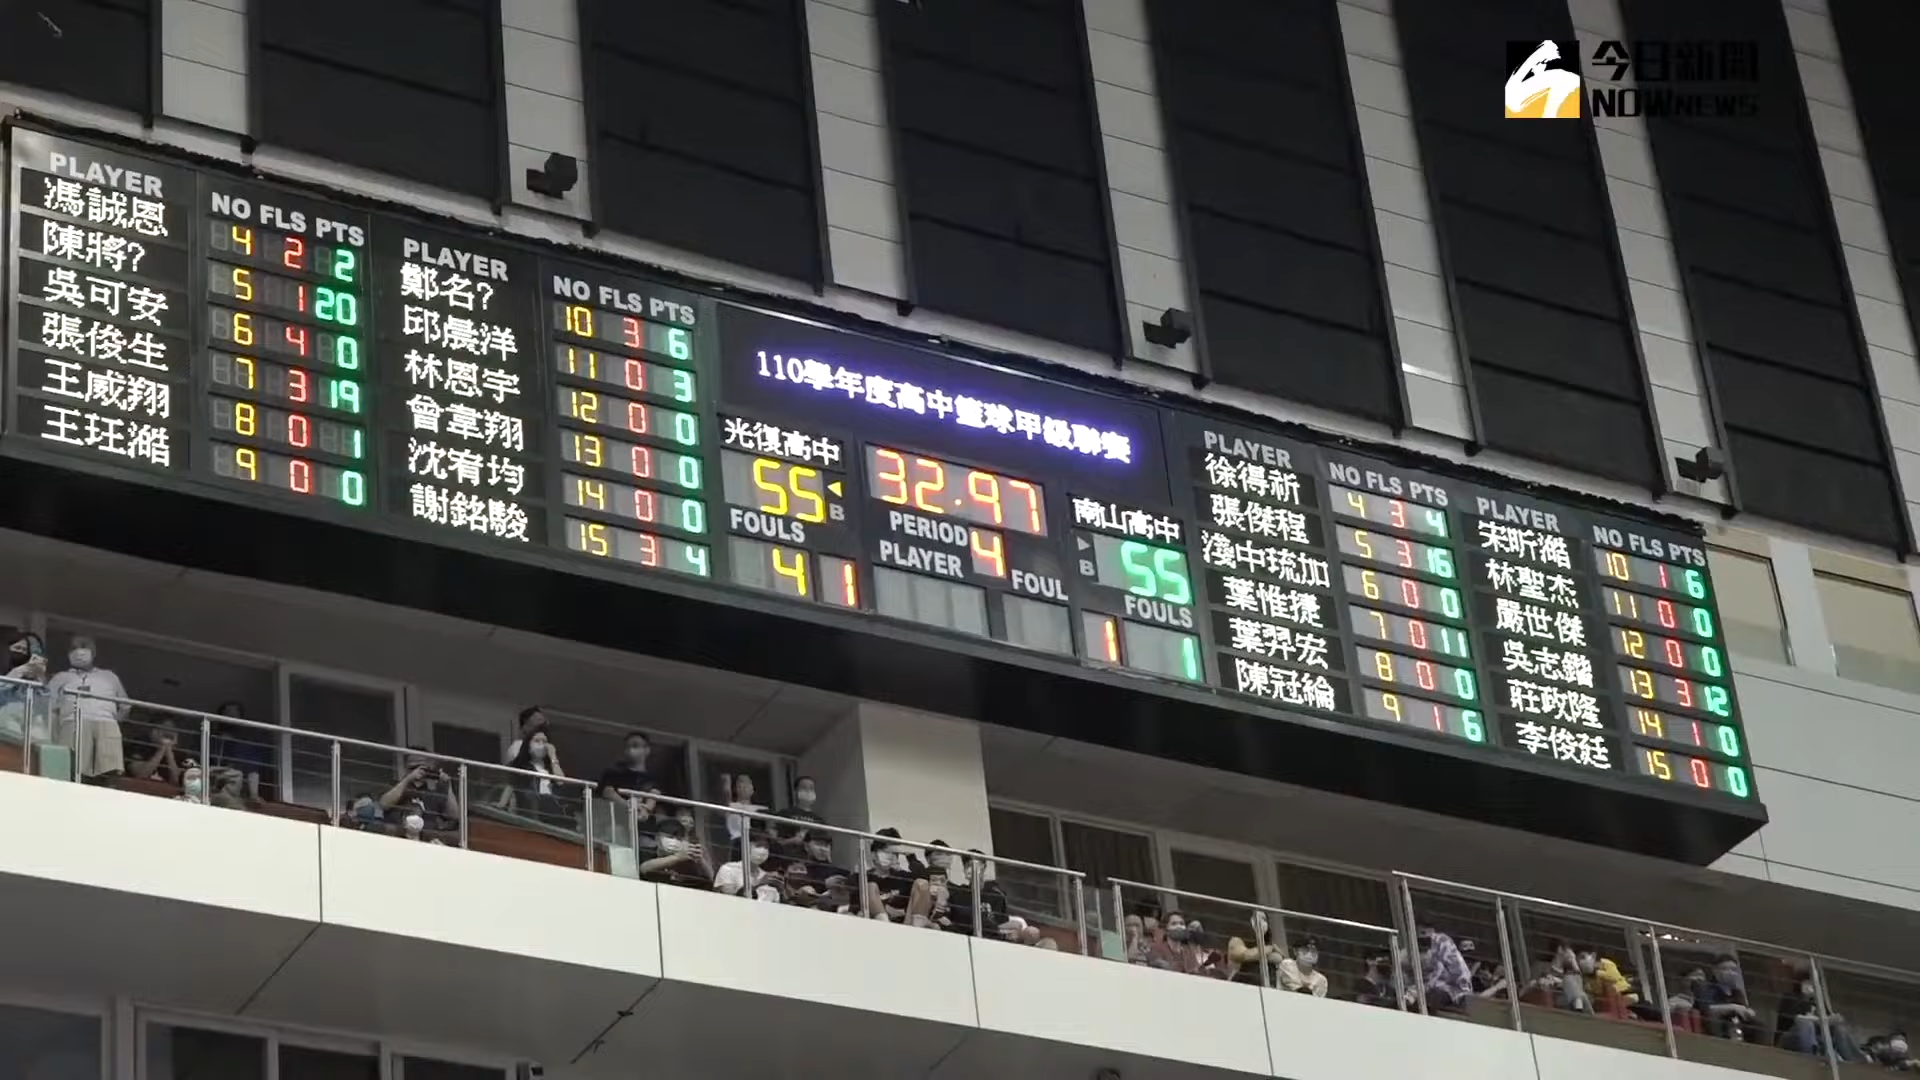 今日新聞
NOWNEWS
PLAYER NO FLS PTS
馮誠恩 4 2 2
陳將? 5 1 20
吳可安 6 4 0
張俊生 7 3 19
王威翔 8 0 1
王玨澔 9 0 0
PLAYER NO FLS PTS
鄭名? 10 3 6
邱晨洋 11 0 3
林恩宇 12 0 0
曾韋翔 13 0 0
沈宥均 14 0 0
謝銘駿 15 3 4
110學年度高中籃球甲級聯賽
光復高中
55
B
FOULS
4 1
32.97
PERIOD 4
PLAYER FOUL
南山高中
B
55
FOULS
1 1
PLAYER NO FLS PTS
徐得祈 4 3 4
張傑程 5 3 16
淺中琉加 6 0 0
葉惟捷 7 0 11
葉羿宏 8 0 0
陳冠綸 9 1 6
PLAYER NO FLS PTS
宋昕澔 10 1 6
林聖杰 11 0 0
嚴世傑 12 0 0
吳志鍇 13 3 12
莊政隆 14 1 0
李俊廷 15 0 0